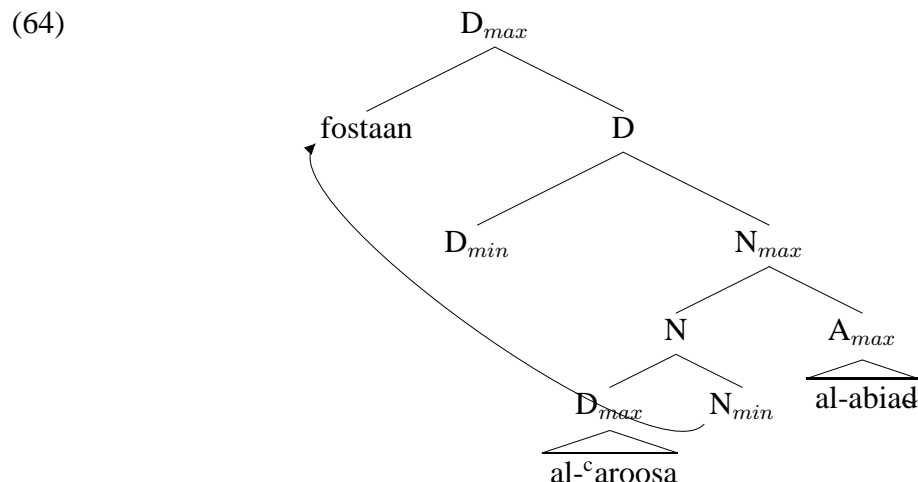 (64)
D_max
fostaan D
D_min N_max
N A_max
D_max N_min al-abiad
al-ᶜaroosa